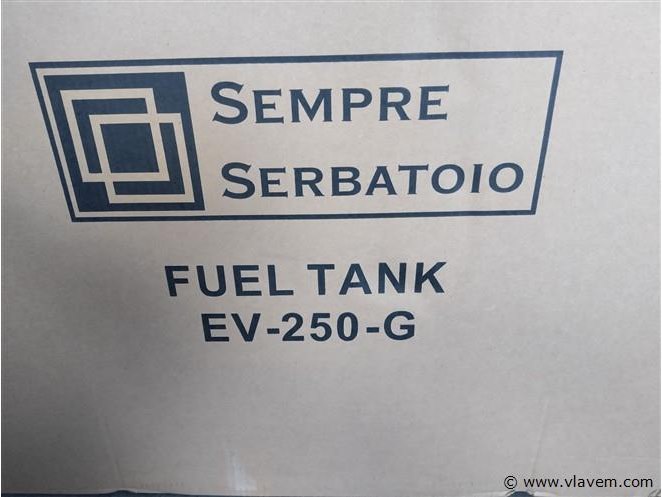 SEMPRE
SERBATOIO
FUEL TANK
EV-250-G
© www.vlavem.com